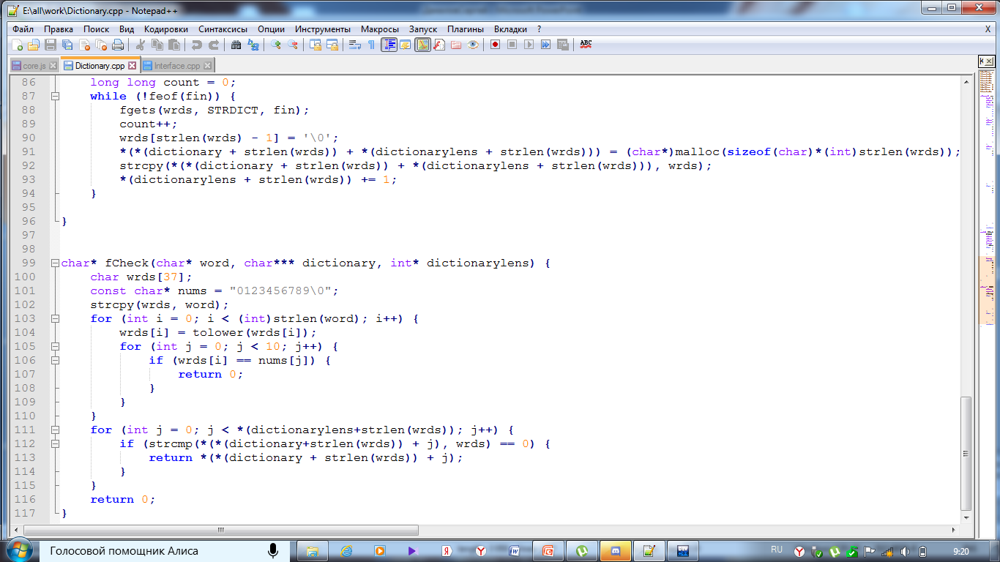 E:\all\work\Dictionary.cpp - Notepad++
Файл Правка Поиск Вид Кодировки Синтаксисы Опции Инструменты Макросы Запуск Плагины Вкладки ? X
ABC
core.js Dictionary.cpp Interface.cpp
86 long long count = 0;
87 while (!feof(fin)) {
88 fgets(wrds, STRDICT, fin);
89 count++;
90 wrds[strlen(wrds) - 1] = '\0';
91 *(*(dictionary + strlen(wrds)) + *(dictionarylens + strlen(wrds))) = (char*)malloc(sizeof(char)*(int)strlen(wrds));
92 strcpy(*(*(dictionary + strlen(wrds)) + *(dictionarylens + strlen(wrds))), wrds);
93 *(dictionarylens + strlen(wrds)) += 1;
94 }
95
96 }
97
98
99 char* fCheck(char* word, char*** dictionary, int* dictionarylens) {
100 char wrds[37];
101 const char* nums = "0123456789\0";
102 strcpy(wrds, word);
103 for (int i = 0; i < (int)strlen(word); i++) {
104 wrds[i] = tolower(wrds[i]);
105 for (int j = 0; j < 10; j++) {
106 if (wrds[i] == nums[j]) {
107 return 0;
108 }
109 }
110 }
111 for (int j = 0; j < *(dictionarylens+strlen(wrds)); j++) {
112 if (strcmp(*(*(dictionary+strlen(wrds)) + j), wrds) == 0) {
113 return *(*(dictionary + strlen(wrds)) + j);
114 }
115 }
116 return 0;
117 }
Голосовой помощник Алиса
RU
9:20